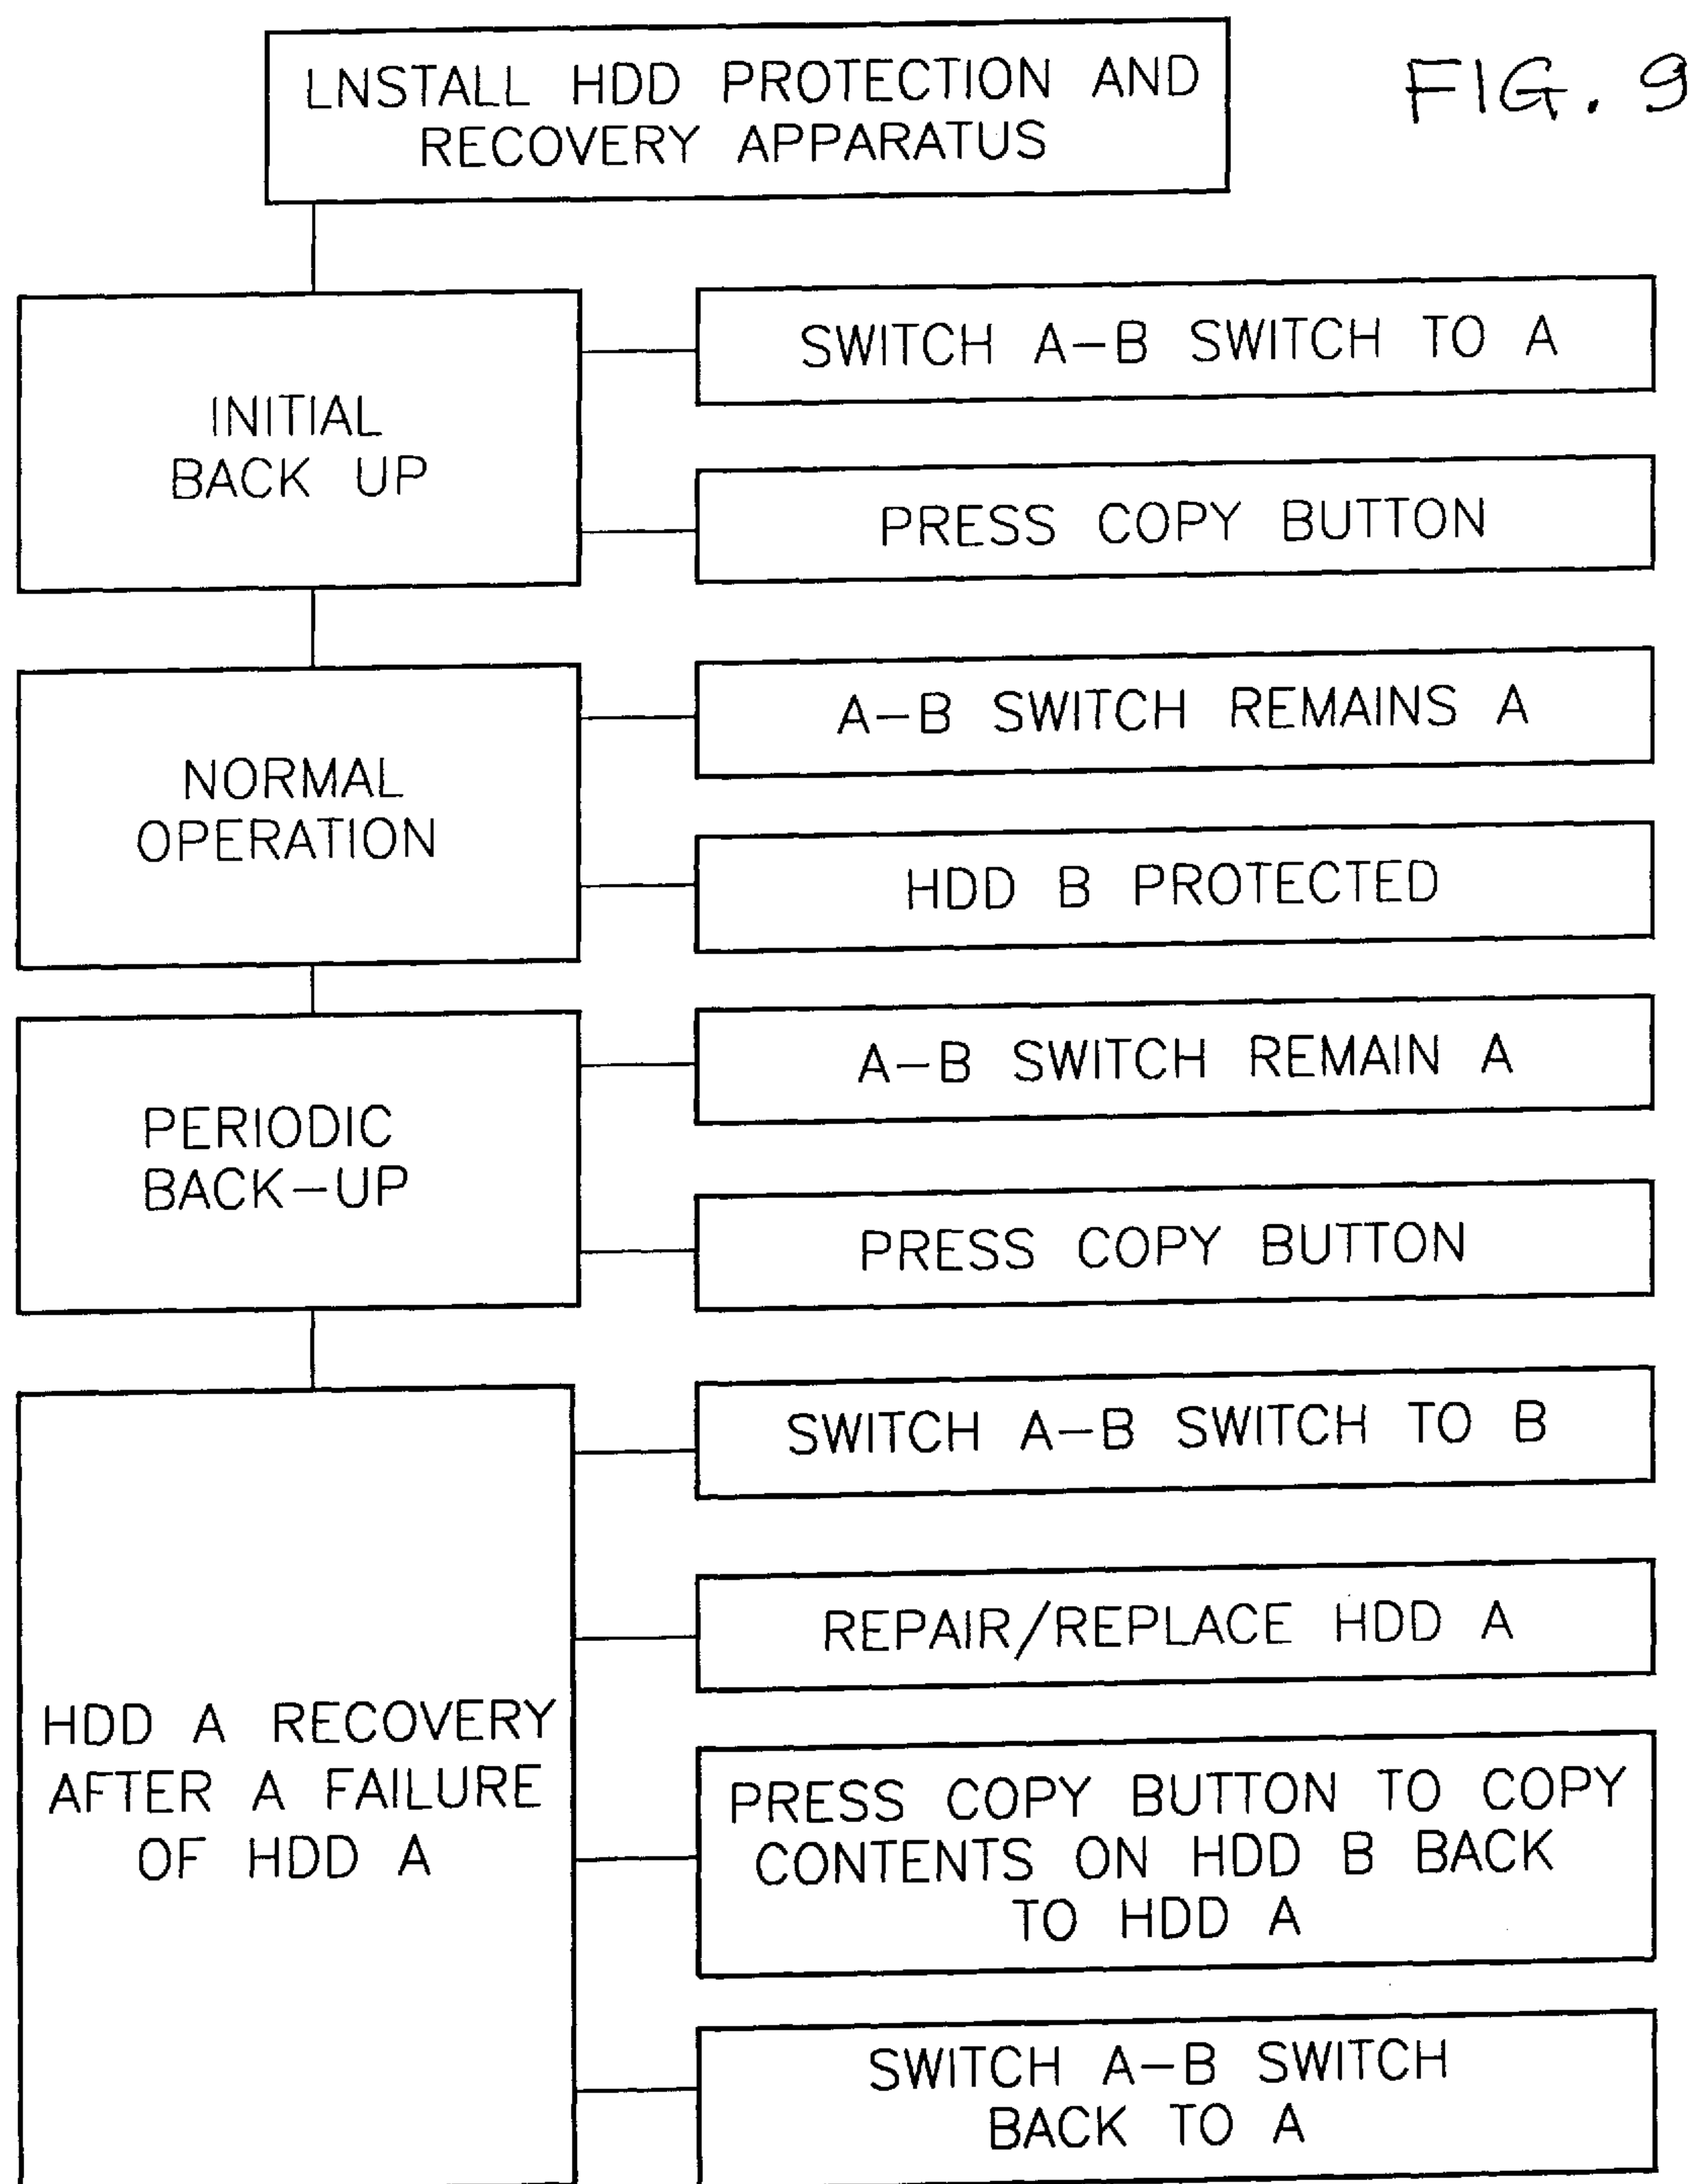 LNSTALL HDD PROTECTION AND
RECOVERY APPARATUS
FIG. 9
INITIAL
BACK UP
SWITCH A-B SWITCH TO A
PRESS COPY BUTTON
NORMAL
OPERATION
A-B SWITCH REMAINS A
HDD B PROTECTED
PERIODIC
BACK-UP
A-B SWITCH REMAIN A
PRESS COPY BUTTON
HDD A RECOVERY
AFTER A FAILURE
OF HDD A
SWITCH A-B SWITCH TO B
REPAIR/REPLACE HDD A
PRESS COPY BUTTON TO COPY
CONTENTS ON HDD B BACK
TO HDD A
SWITCH A-B SWITCH
BACK TO A